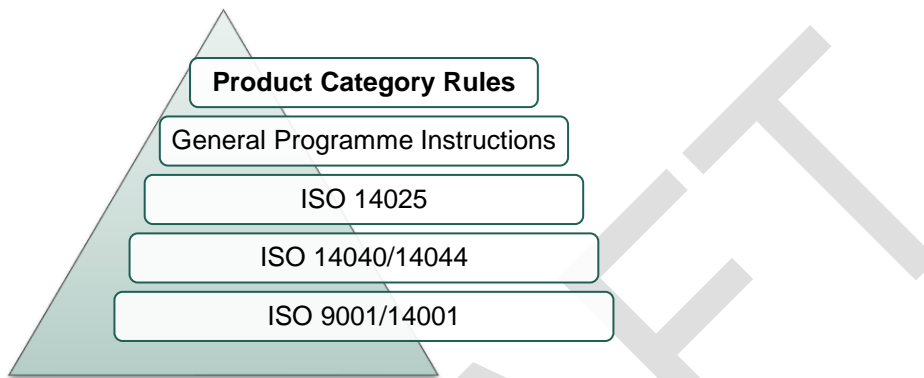 Product Category Rules
General Programme Instructions
ISO 14025
ISO 14040/14044
ISO 9001/14001